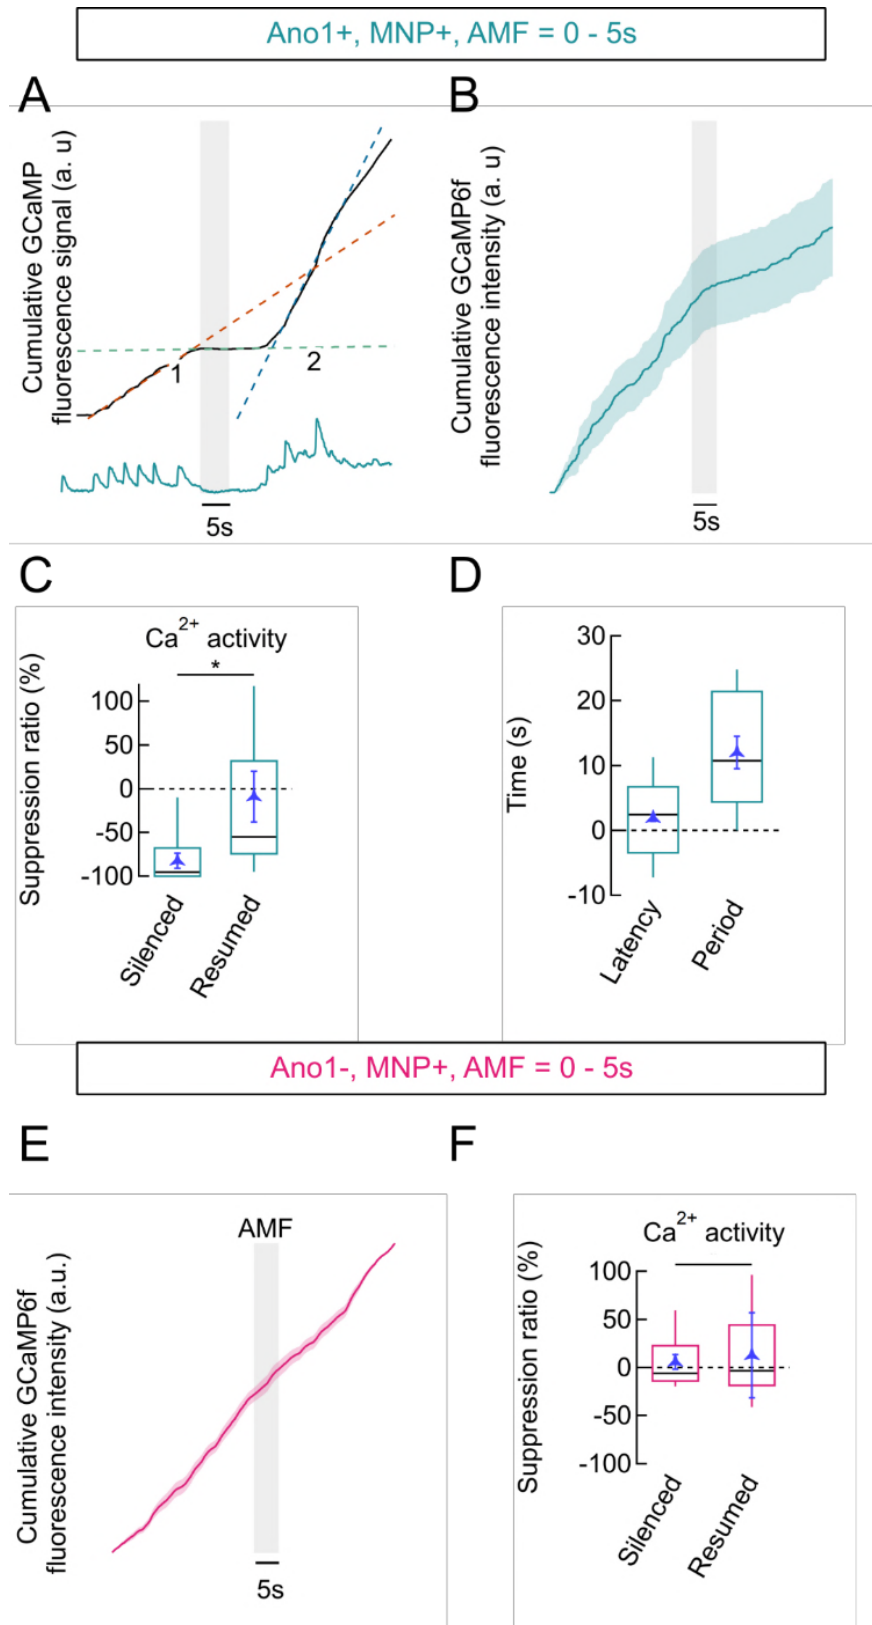 Ano1+, MNP+, AMF = 0 - 5s
A
B
Cumulative GCaMP
fluorescence signal (a. u)
1
2
5s
Cumulative GCaMP6f
fluorescence intensity (a. u)
5s
C
D
Ca2+ activity
*
Suppression ratio (%)
100
50
0
-50
-100
Silenced
Resumed
Time (s)
30
20
10
0
-10
Latency
Period
Ano1-, MNP+, AMF = 0 - 5s
E
F
AMF
Cumulative GCaMP6f
fluorescence intensity (a.u.)
5s
Ca2+ activity
Suppression ratio (%)
100
50
0
-50
-100
Silenced
Resumed